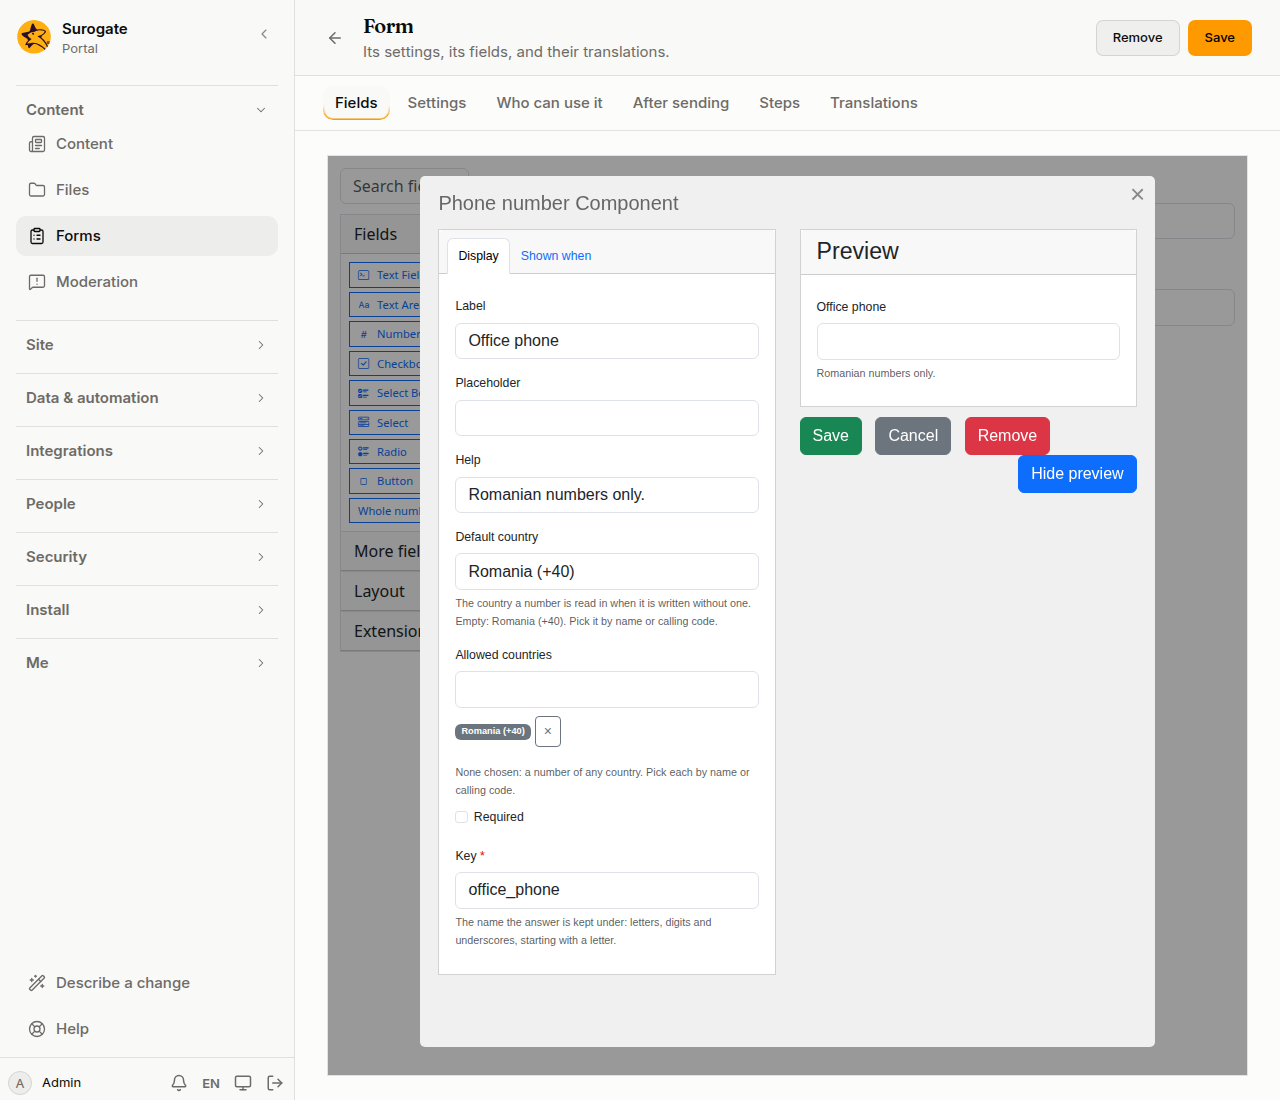 Surogate
Portal
Content
Content
Files
Forms
Moderation
Site
Data & automation
Integrations
People
Security
Install
Me
Describe a change
Help
A Admin EN
Form
Its settings, its fields, and their translations.
Remove Save
Fields Settings Who can use it After sending Steps Translations
Search fi
Fields
Text Fiel
Text Are
# Number
Checkbo
Select Bo
Select
Radio
Button
Whole num
More fiel
Layout
Extension
Phone number Component
Display Shown when
Label
Office phone
Placeholder
Help
Romanian numbers only.
Default country
Romania (+40)
The country a number is read in when it is written without one.
Empty: Romania (+40). Pick it by name or calling code.
Allowed countries
Romania (+40) ×
None chosen: a number of any country. Pick each by name or
calling code.
Required
Key *
office_phone
The name the answer is kept under: letters, digits and
underscores, starting with a letter.
Preview
Office phone
Romanian numbers only.
Save Cancel Remove
Hide preview